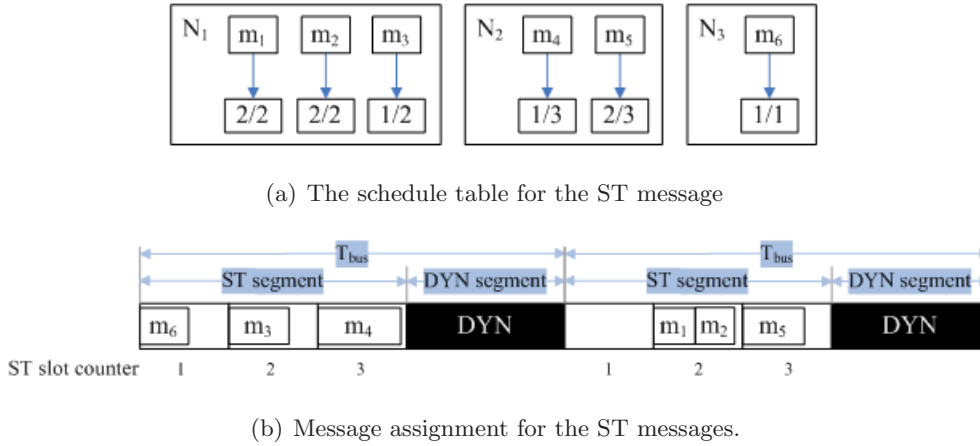 N1 m1 m2 m3 N2 m4 m5 N3 m6
2/2 2/2 1/2 1/3 2/3 1/1
(a) The schedule table for the ST message
Tbus Tbus
ST segment DYN segment ST segment DYN segment
m6 m3 m4 DYN m1 m2 m5 DYN
ST slot counter 1 2 3 1 2 3
(b) Message assignment for the ST messages.